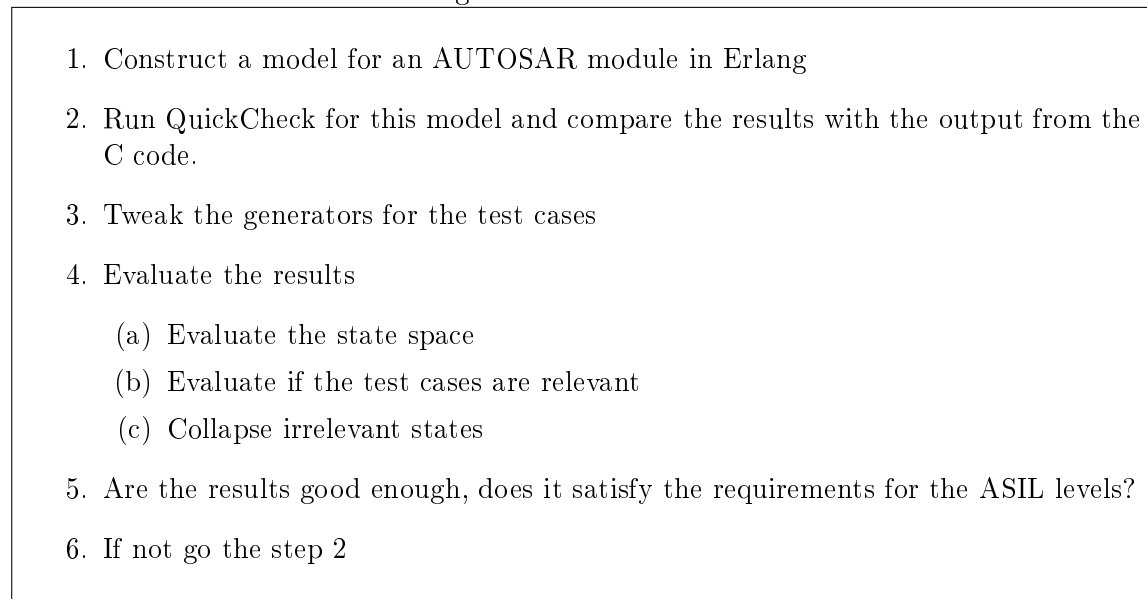 1. Construct a model for an AUTOSAR module in Erlang
2. Run QuickCheck for this model and compare the results with the output from the
C code.
3. Tweak the generators for the test cases
4. Evaluate the results
(a) Evaluate the state space
(b) Evaluate if the test cases are relevant
(c) Collapse irrelevant states
5. Are the results good enough, does it satisfy the requirements for the ASIL levels?
6. If not go the step 2